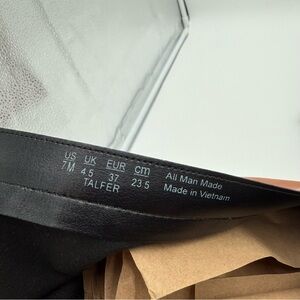 US UK EUR cm
7M 4.5 37 23.5
TALFER
All Man Made
Made in Vietnam